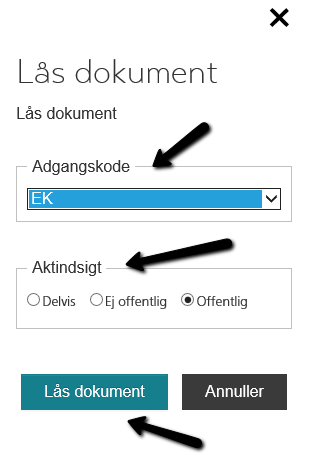 Lås dokument
Lås dokument
Adgangskode
EK
Aktindsigt
Delvis Ej offentlig Offentlig
Lås dokument Annuller